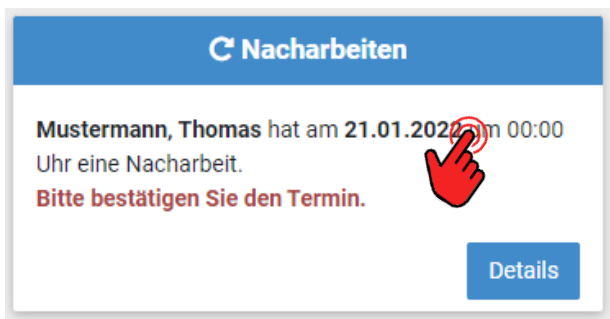 Nacharbeiten
Mustermann, Thomas hat am 21.01.2022 um 00:00
Uhr eine Nacharbeit.
Bitte bestätigen Sie den Termin.
Details